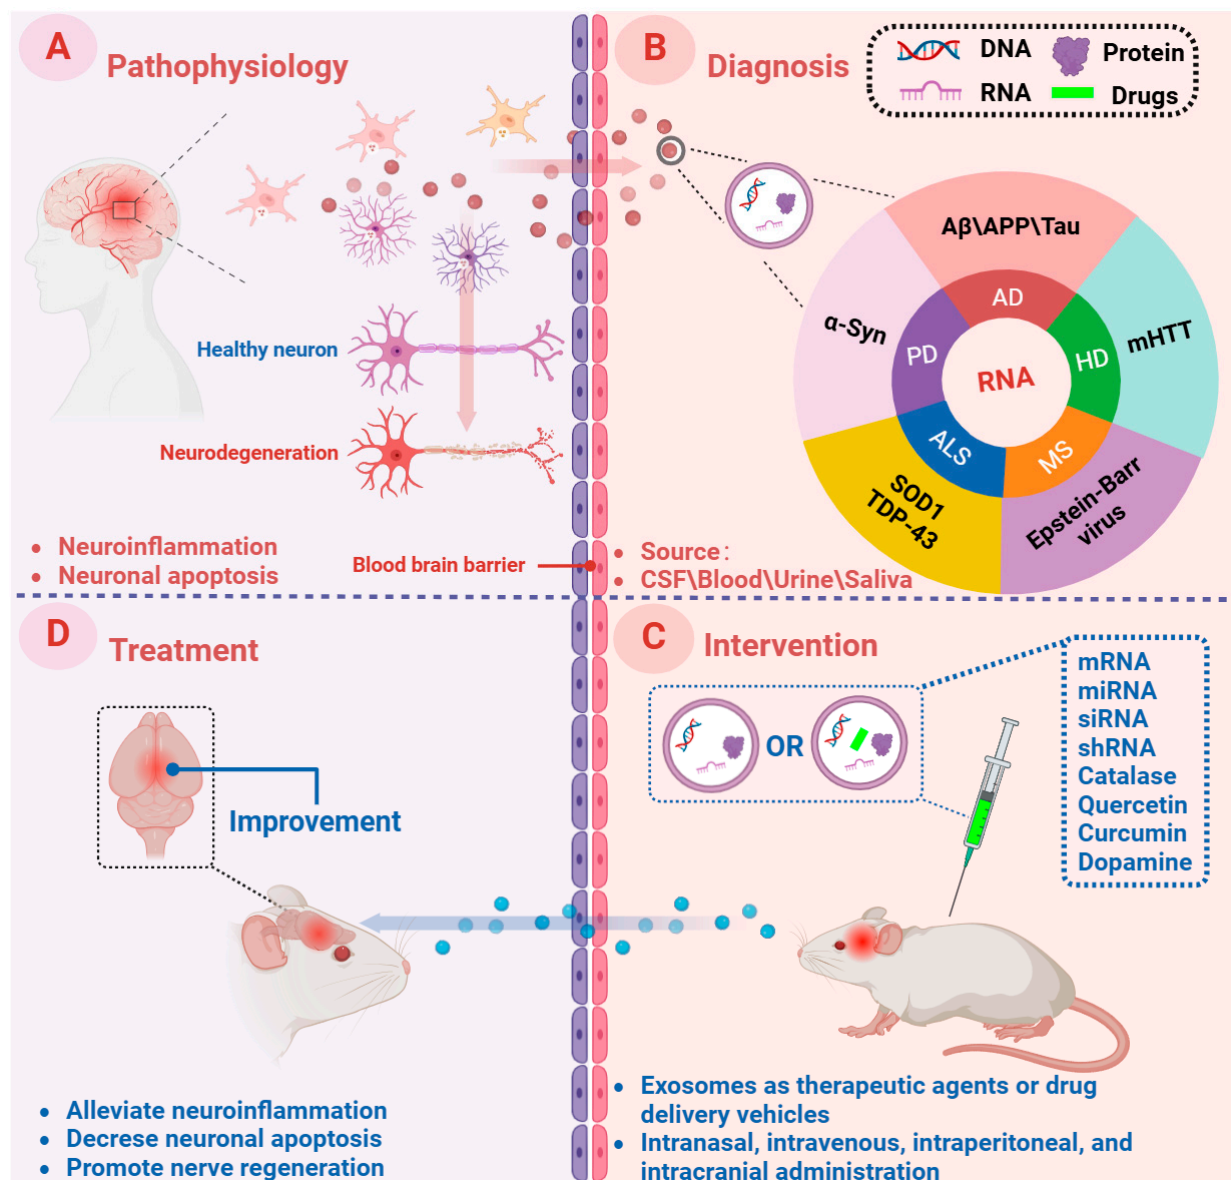 A
Pathophysiology
Healthy neuron
Neurodegeneration
• Neuroinflammation
• Neuronal apoptosis
Blood brain barrier
B
Diagnosis
DNA
Protein
RNA
Drugs
Aβ\APP\Tau
α-Syn
mHTT
AD
PD
HD
RNA
ALS
MS
SOD1
TDP-43
Epstein-Barr
virus
• Source:
• CSF\Blood\Urine\Saliva
D
Treatment
Improvement
• Alleviate neuroinflammation
• Decrese neuronal apoptosis
• Promote nerve regeneration
C
Intervention
OR
mRNA
miRNA
siRNA
shRNA
Catalase
Quercetin
Curcumin
Dopamine
• Exosomes as therapeutic agents or drug
delivery vehicles
• Intranasal, intravenous, intraperitoneal, and
intracranial administration